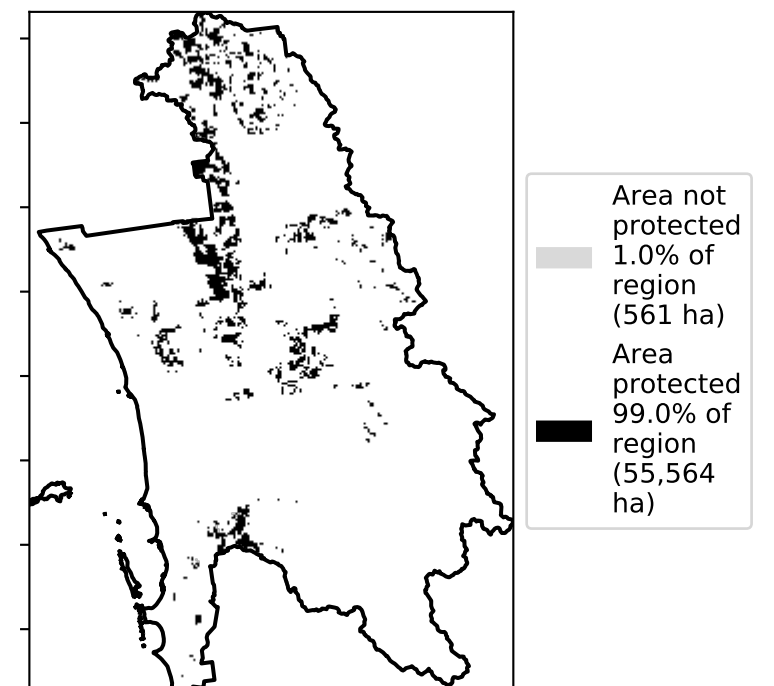 Area not
protected
1.0% of
region
(561 ha)
Area
protected
99.0% of
region
(55,564
ha)